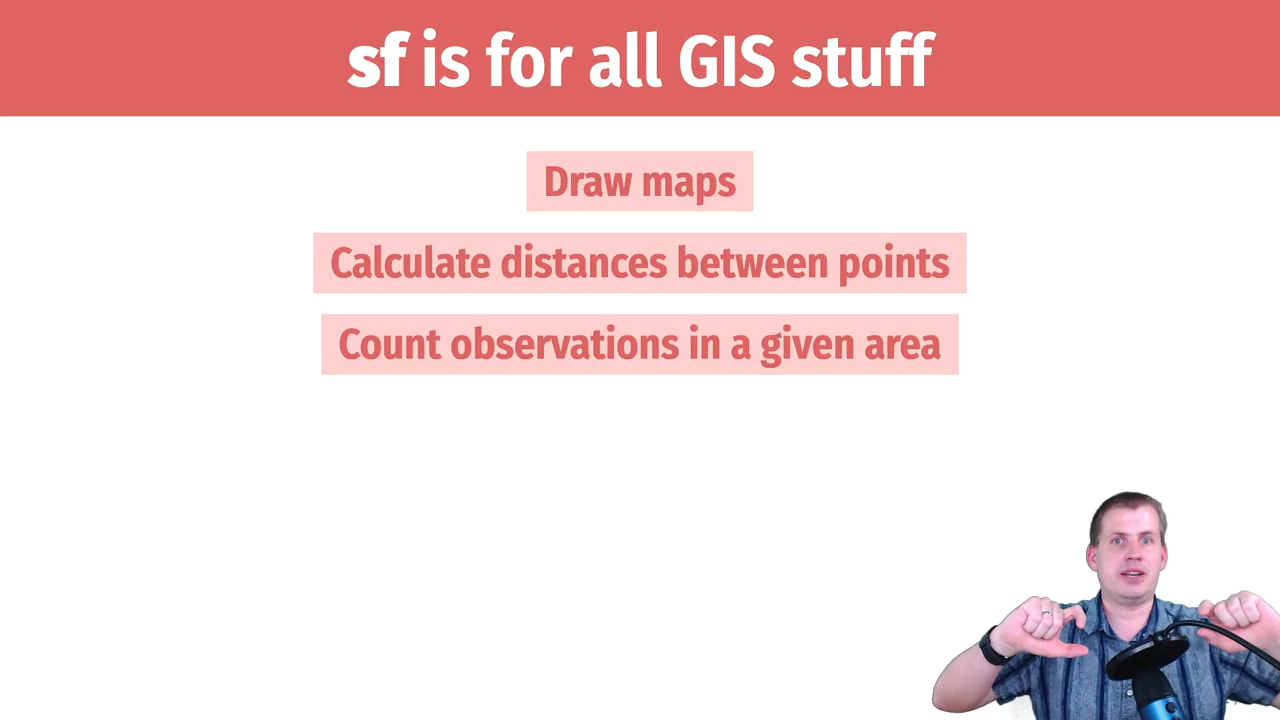 sf is for all GIS stuff
Draw maps
Calculate distances between points
Count observations in a given area